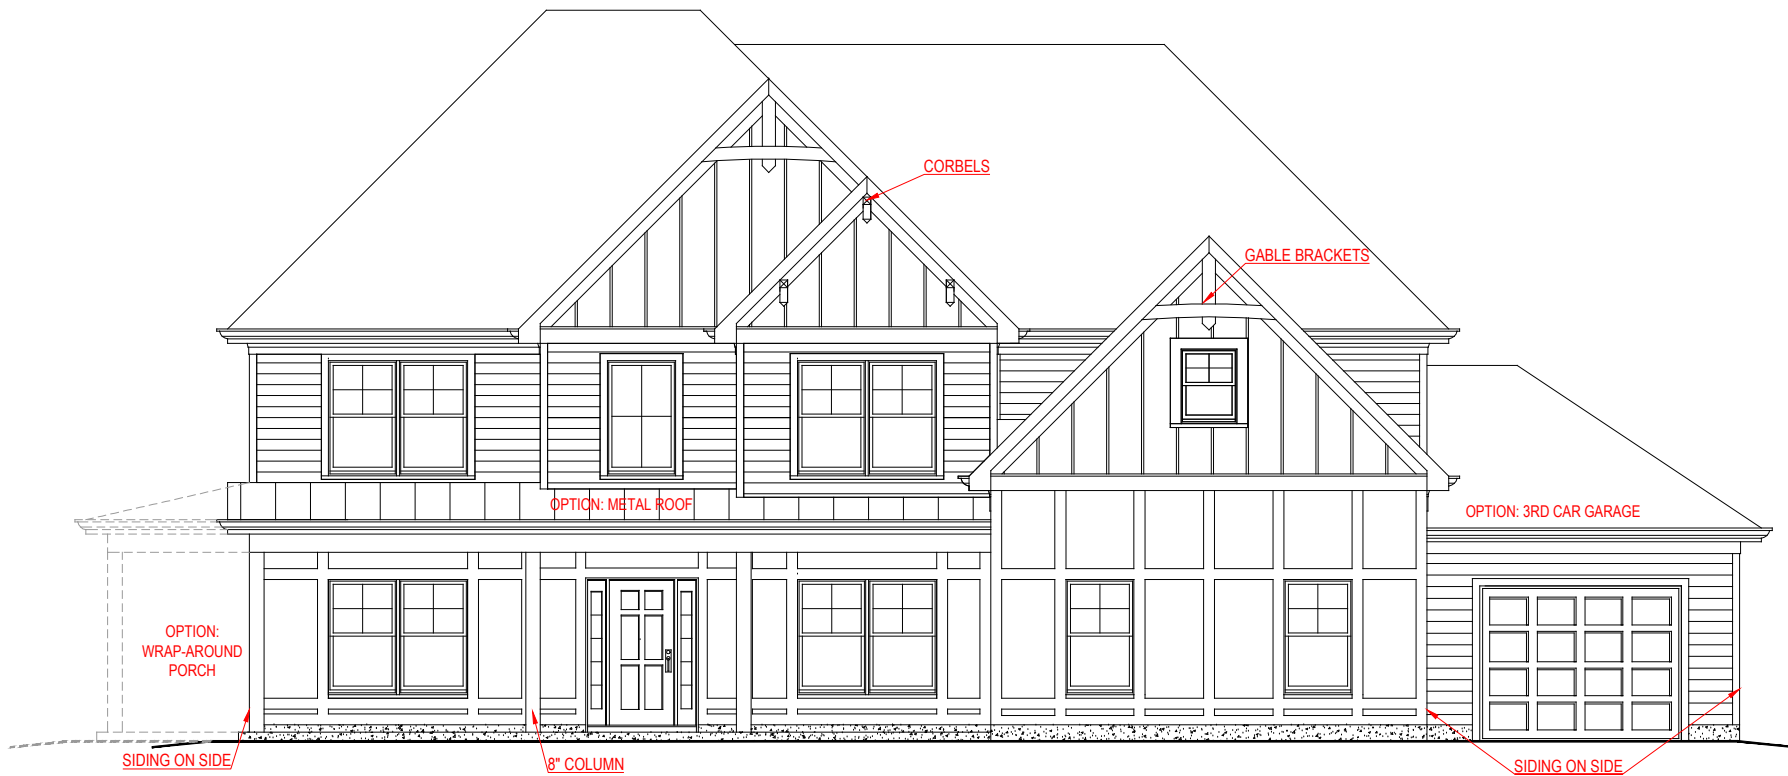 CORBELS
GABLE BRACKETS
OPTION: METAL ROOF
OPTION: 3RD CAR GARAGE
OPTION:
WRAP-AROUND
PORCH
SIDING ON SIDE
8" COLUMN
SIDING ON SIDE